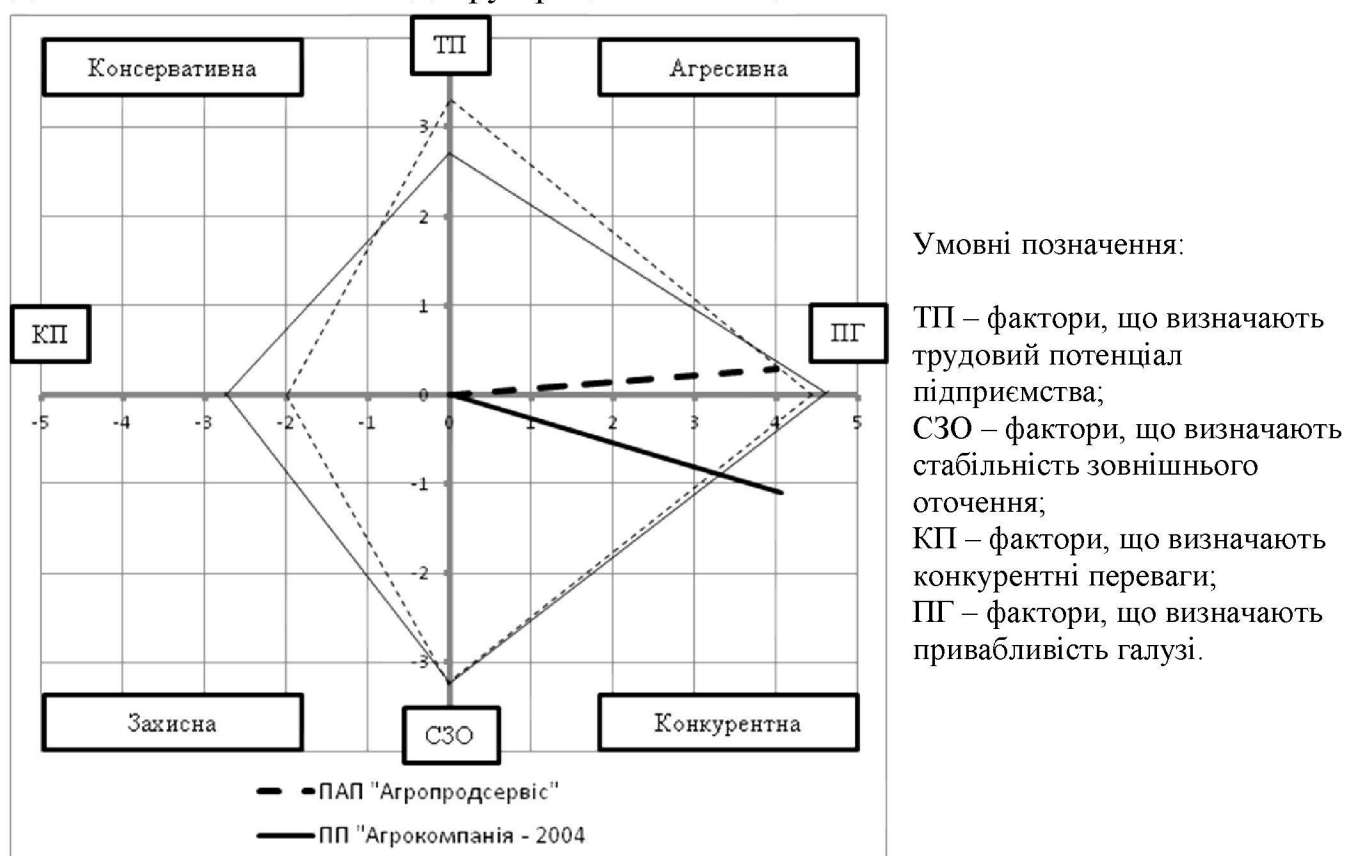 ТП
Консервативна
Агресивна
3
2
Умовні позначення:
1
КП
ПГ
ТП – фактори, що визначають
трудовий потенціал
підприємства;
0
-5 -4 -3 -2 -1 0 1 2 3 4 5
СЗО – фактори, що визначають
стабільність зовнішнього
оточення;
-1
КП – фактори, що визначають
конкурентні переваги;
-2
ПГ – фактори, що визначають
привабливість галузі.
-3
Захисна
СЗО
Конкурентна
ПАП "Агропродсервіс"
ПП "Агрокомпанія - 2004